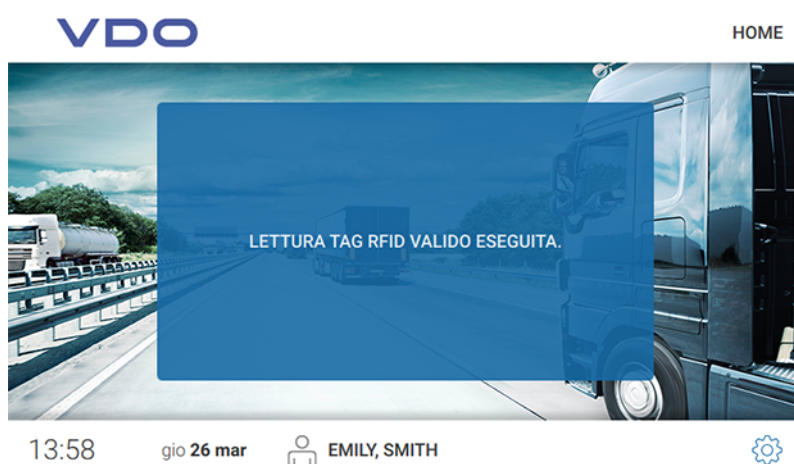 VDO
HOME
LETTURA TAG RFID VALIDO ESEGUITA.
13:58 gio 26 mar EMILY, SMITH